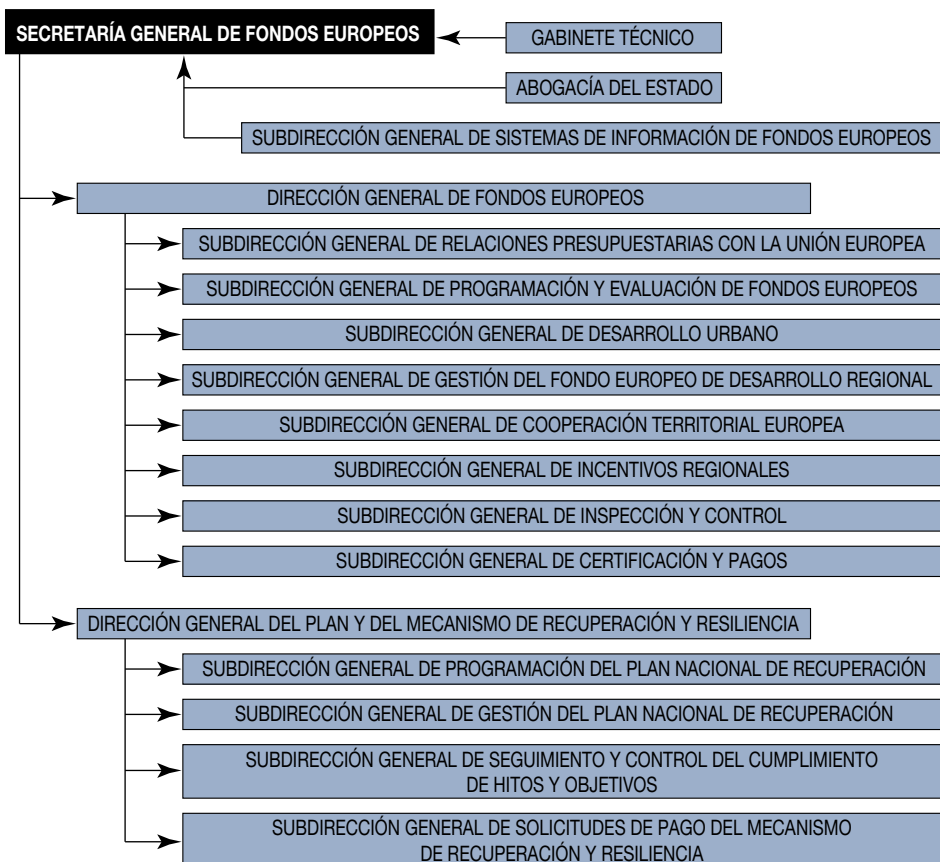 SECRETARÍA GENERAL DE FONDOS EUROPEOS
GABINETE TÉCNICO
ABOGACÍA DEL ESTADO
SUBDIRECCIÓN GENERAL DE SISTEMAS DE INFORMACIÓN DE FONDOS EUROPEOS
DIRECCIÓN GENERAL DE FONDOS EUROPEOS
SUBDIRECCIÓN GENERAL DE RELACIONES PRESUPUESTARIAS CON LA UNIÓN EUROPEA
SUBDIRECCIÓN GENERAL DE PROGRAMACIÓN Y EVALUACIÓN DE FONDOS EUROPEOS
SUBDIRECCIÓN GENERAL DE DESARROLLO URBANO
SUBDIRECCIÓN GENERAL DE GESTIÓN DEL FONDO EUROPEO DE DESARROLLO REGIONAL
SUBDIRECCIÓN GENERAL DE COOPERACIÓN TERRITORIAL EUROPEA
SUBDIRECCIÓN GENERAL DE INCENTIVOS REGIONALES
SUBDIRECCIÓN GENERAL DE INSPECCIÓN Y CONTROL
SUBDIRECCIÓN GENERAL DE CERTIFICACIÓN Y PAGOS
DIRECCIÓN GENERAL DEL PLAN Y DEL MECANISMO DE RECUPERACIÓN Y RESILIENCIA
SUBDIRECCIÓN GENERAL DE PROGRAMACIÓN DEL PLAN NACIONAL DE RECUPERACIÓN
SUBDIRECCIÓN GENERAL DE GESTIÓN DEL PLAN NACIONAL DE RECUPERACIÓN
SUBDIRECCIÓN GENERAL DE SEGUIMIENTO Y CONTROL DEL CUMPLIMIENTO
DE HITOS Y OBJETIVOS
SUBDIRECCIÓN GENERAL DE SOLICITUDES DE PAGO DEL MECANISMO
DE RECUPERACIÓN Y RESILIENCIA